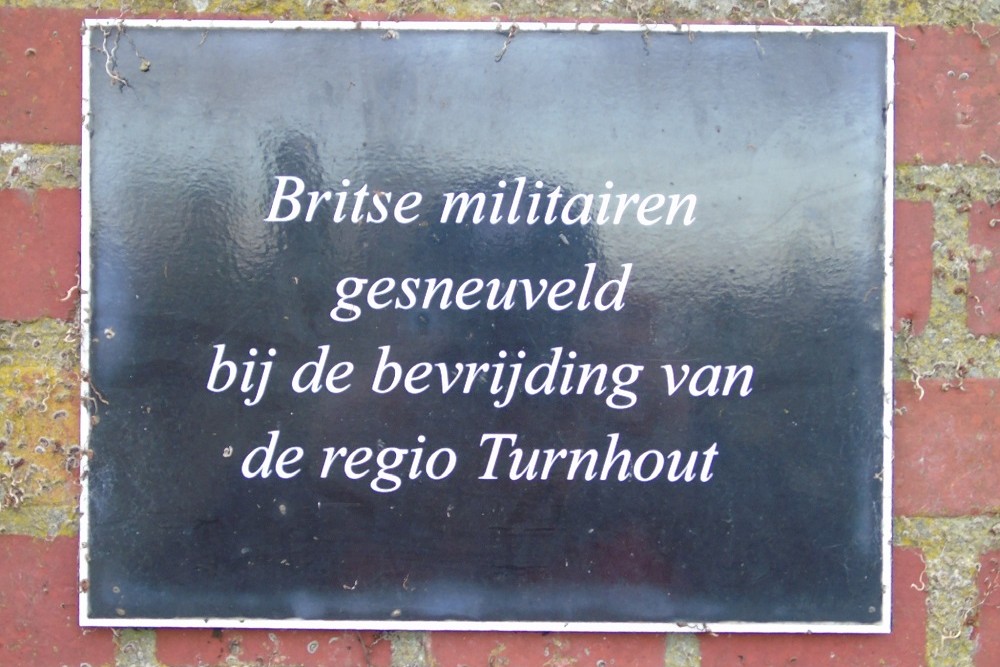 Britse militairen
gesneuveld
bij de bevrijding van
de regio Turnhout